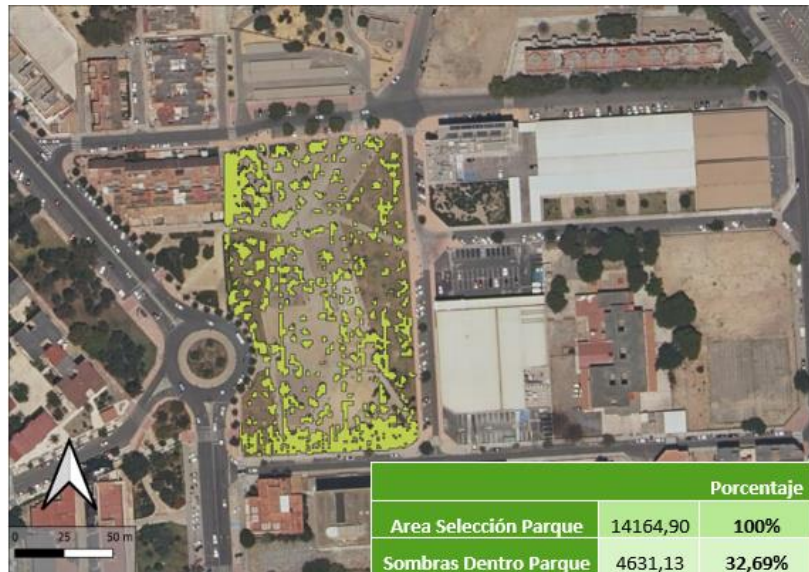 0 25 50 m
Porcentaje
Area Selección Parque 14164,90 100%
Sombras Dentro Parque 4631,13 32,69%